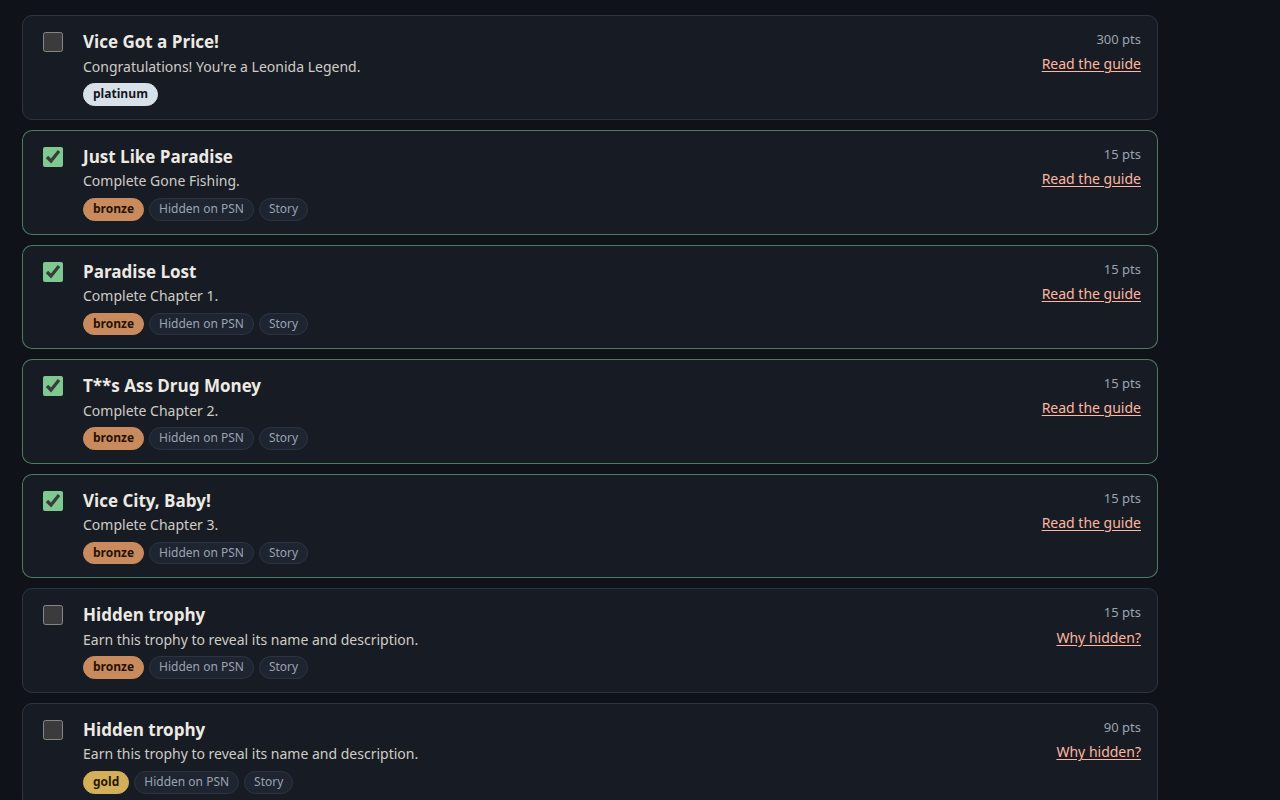 Vice Got a Price!
300 pts
Congratulations! You're a Leonida Legend.
Read the guide
platinum
Just Like Paradise
15 pts
Complete Gone Fishing.
Read the guide
bronze Hidden on PSN Story
Paradise Lost
15 pts
Complete Chapter 1.
Read the guide
bronze Hidden on PSN Story
T**s Ass Drug Money
15 pts
Complete Chapter 2.
Read the guide
bronze Hidden on PSN Story
Vice City, Baby!
15 pts
Complete Chapter 3.
Read the guide
bronze Hidden on PSN Story
Hidden trophy
15 pts
Earn this trophy to reveal its name and description.
Why hidden?
bronze Hidden on PSN Story
Hidden trophy
90 pts
Earn this trophy to reveal its name and description.
Why hidden?
gold Hidden on PSN Story